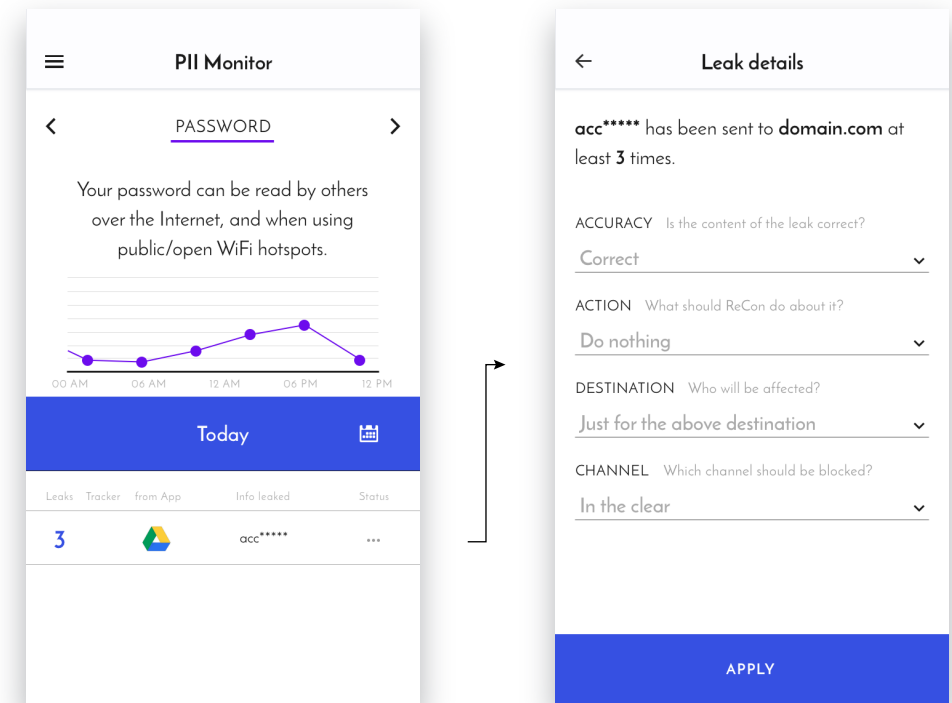 PII Monitor
PASSWORD
Your password can be read by others
over the Internet, and when using
public/open WiFi hotspots.
00 AM 06 AM 12 AM 06 PM 12 PM
Today
Leaks Tracker from App Info leaked Status
3 acc***** ...
Leak details
acc***** has been sent to domain.com at
least 3 times.
ACCURACY Is the content of the leak correct?
Correct
ACTION What should ReCon do about it?
Do nothing
DESTINATION Who will be affected?
Just for the above destination
CHANNEL Which channel should be blocked?
In the clear
APPLY